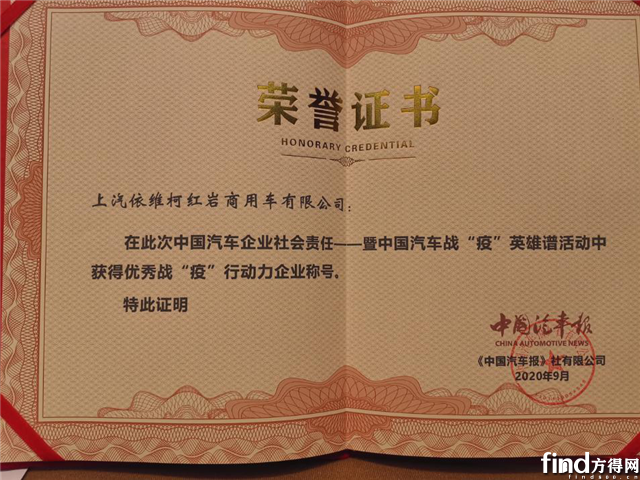 荣誉证书
HONORARY CREDENTIAL
上汽依维柯红岩商用车有限公司：
在此次中国汽车企业社会责任——暨中国汽车战“疫”英雄谱活动中
获得优秀战“疫”行动力企业称号。
特此证明
中国汽车报
CHINA AUTOMOTIVE NEWS
《中国汽车报》社有限公司
2020年9月
find方得网
find800.cn